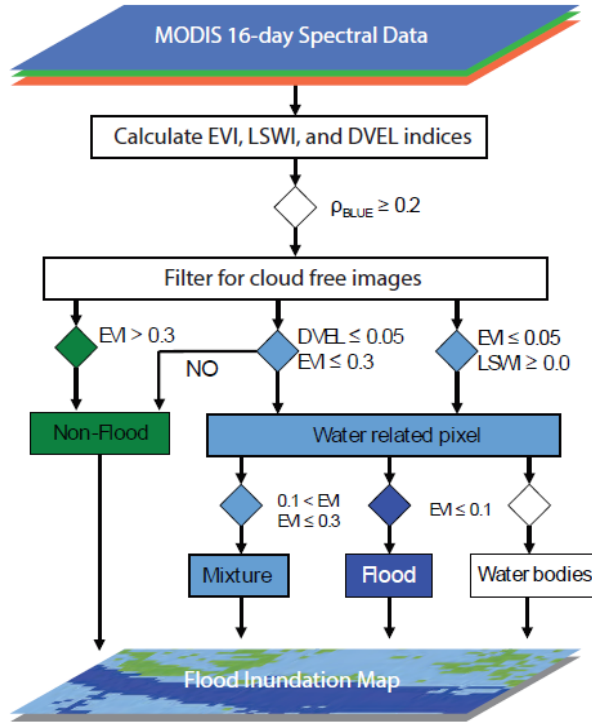 MODIS 16-day Spectral Data
Calculate EVI, LSWI, and DVEL indices
ρBLUE ≥ 0.2
Filter for cloud free images
EVI > 0.3
DVEL ≤ 0.05
EVI ≤ 0.3
EVI ≤ 0.05
LSWI ≥ 0.0
NO
Non-Flood
Water related pixel
0.1 < EVI
EVI ≤ 0.3
EVI ≤ 0.1
Mixture
Flood
Water bodies
Flood Inundation Map